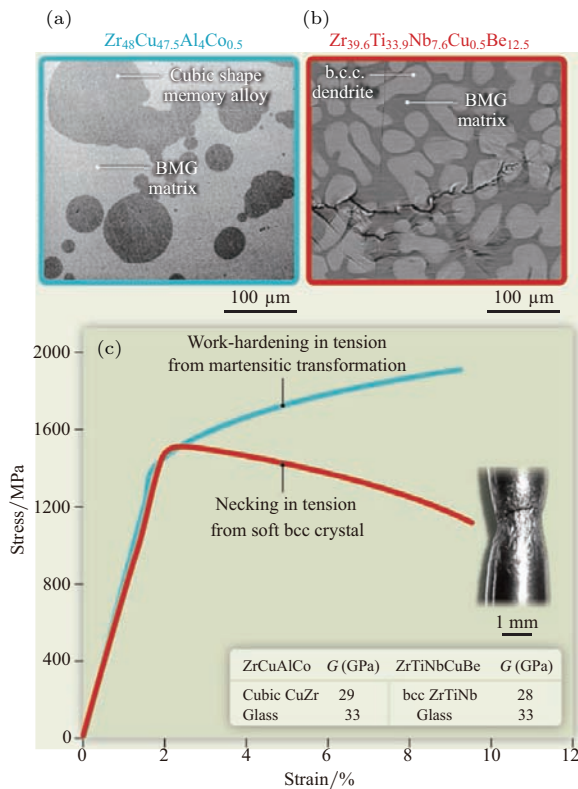 (a)
(b)
Zr48Cu47.5Al4Co0.5
Zr39.6Ti33.9Nb7.6Cu0.5Be12.5
Cubic shape
memory alloy
BMG
matrix
b.c.c.
dendrite
BMG
matrix
100 µm
100 µm
(c)
Work-hardening in tension
from martensitic transformation
Necking in tension
from soft bcc crystal
1 mm
ZrCuAlCo G (GPa) ZrTiNbCuBe G (GPa)
Cubic CuZr 29 bcc ZrTiNb 28
Glass 33 Glass 33
Stress/MPa
2000
1600
1200
800
400
0
0 2 4 6 8 10 12
Strain/%